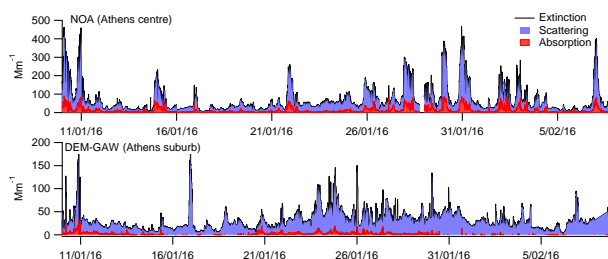 NOA (Athens centre)
Extinction
Scattering
Absorption
Mm⁻¹
500
400
300
200
100
0
11/01/16 16/01/16 21/01/16 26/01/16 31/01/16 5/02/16
DEM-GAW (Athens suburb)
Mm⁻¹
200
150
100
50
0
11/01/16 16/01/16 21/01/16 26/01/16 31/01/16 5/02/16